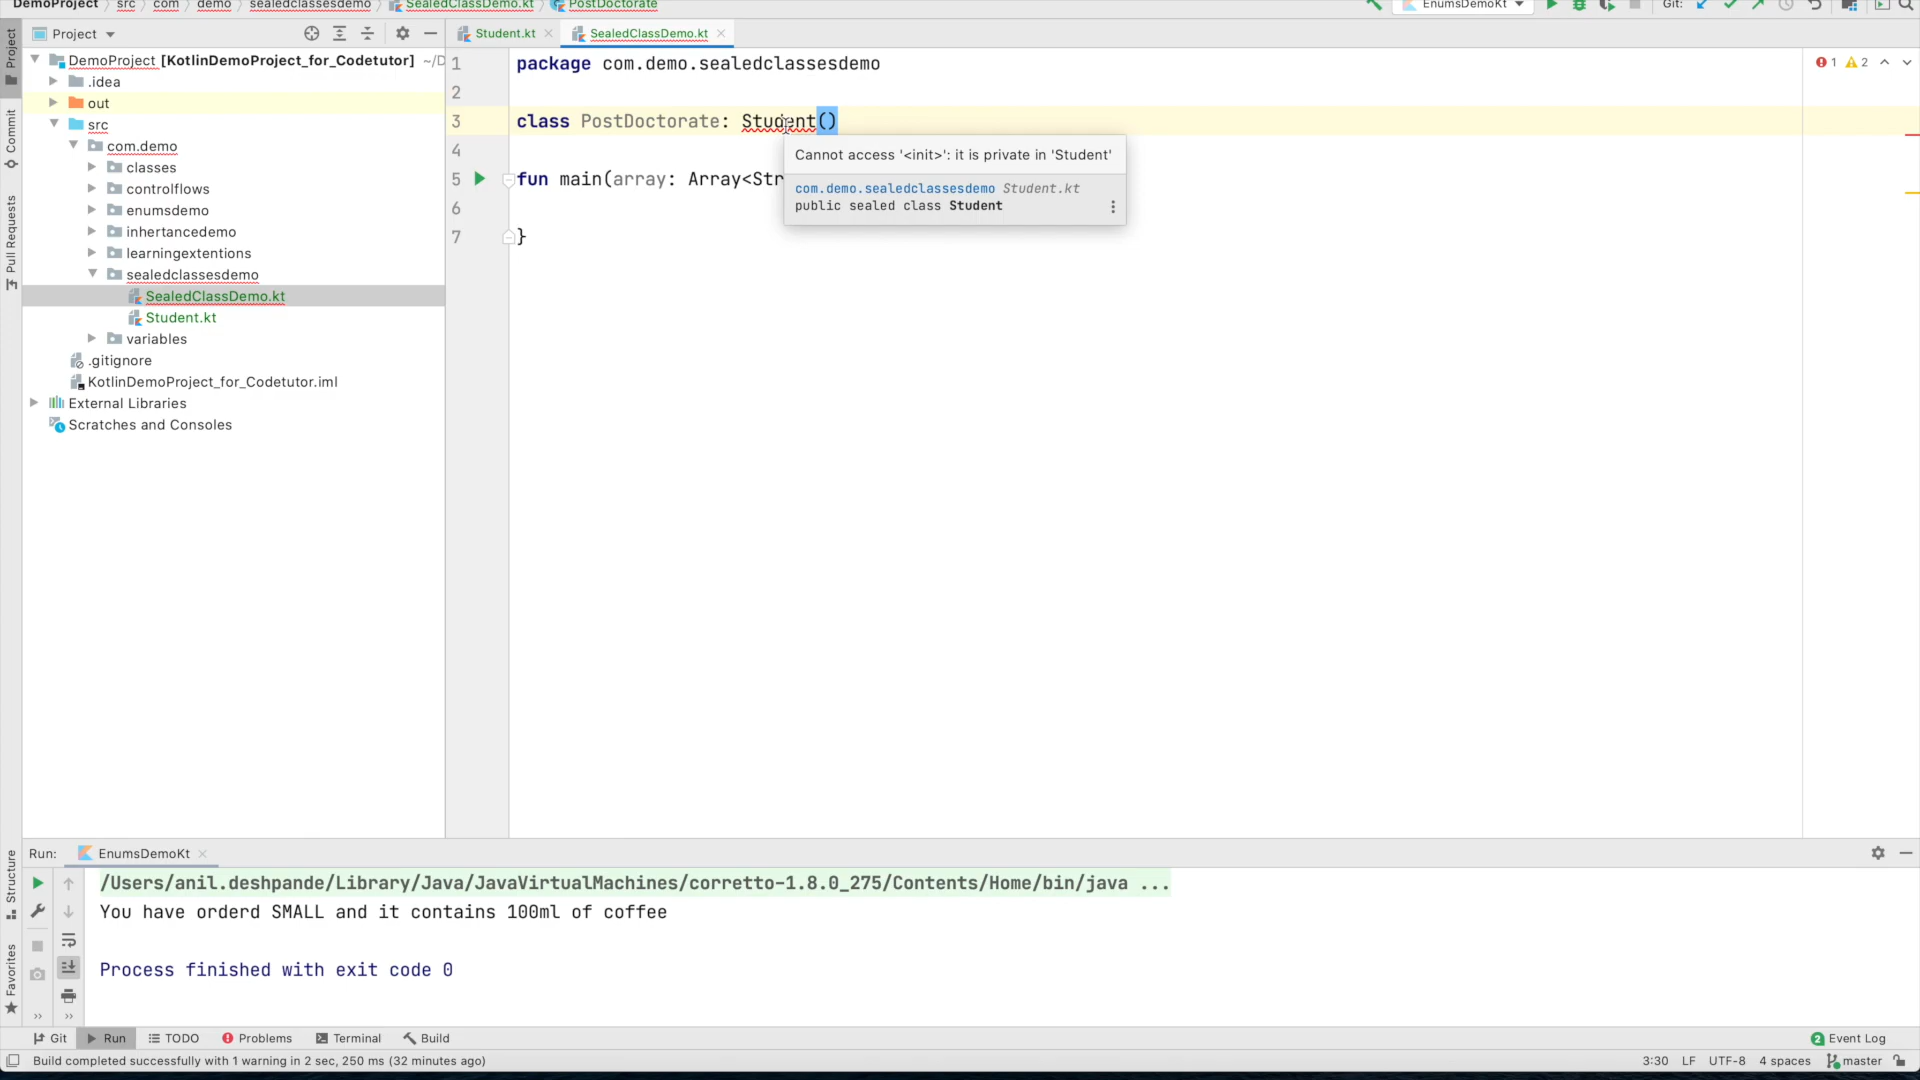 DemoProject src com demo sealedclassesdemo SealedClassDemo.kt PostDoctorate EnumsDemoKt Git:
Project
Student.kt SealedClassDemo.kt
DemoProject [KotlinDemoProject_for_Codetutor] ~/D
.idea
out
src
com.demo
classes
controlflows
enumsdemo
inhertancedemo
learningextentions
sealedclassesdemo
SealedClassDemo.kt
Student.kt
variables
.gitignore
KotlinDemoProject_for_Codetutor.iml
External Libraries
Scratches and Consoles
Project
Commit
Pull Requests
Structure
Favorites
1 package com.demo.sealedclassesdemo
2
3 class PostDoctorate: Student()
4
5 fun main(array: Array<Str
6
7 }
1 2
Cannot access '<init>': it is private in 'Student'
com.demo.sealedclassesdemo Student.kt
public sealed class Student
Run: EnumsDemoKt
/Users/anil.deshpande/Library/Java/JavaVirtualMachines/corretto-1.8.0_275/Contents/Home/bin/java ...
You have orderd SMALL and it contains 100ml of coffee
Process finished with exit code 0
Git Run TODO Problems Terminal Build 2 Event Log
Build completed successfully with 1 warning in 2 sec, 250 ms (32 minutes ago) 3:30 LF UTF-8 4 spaces master